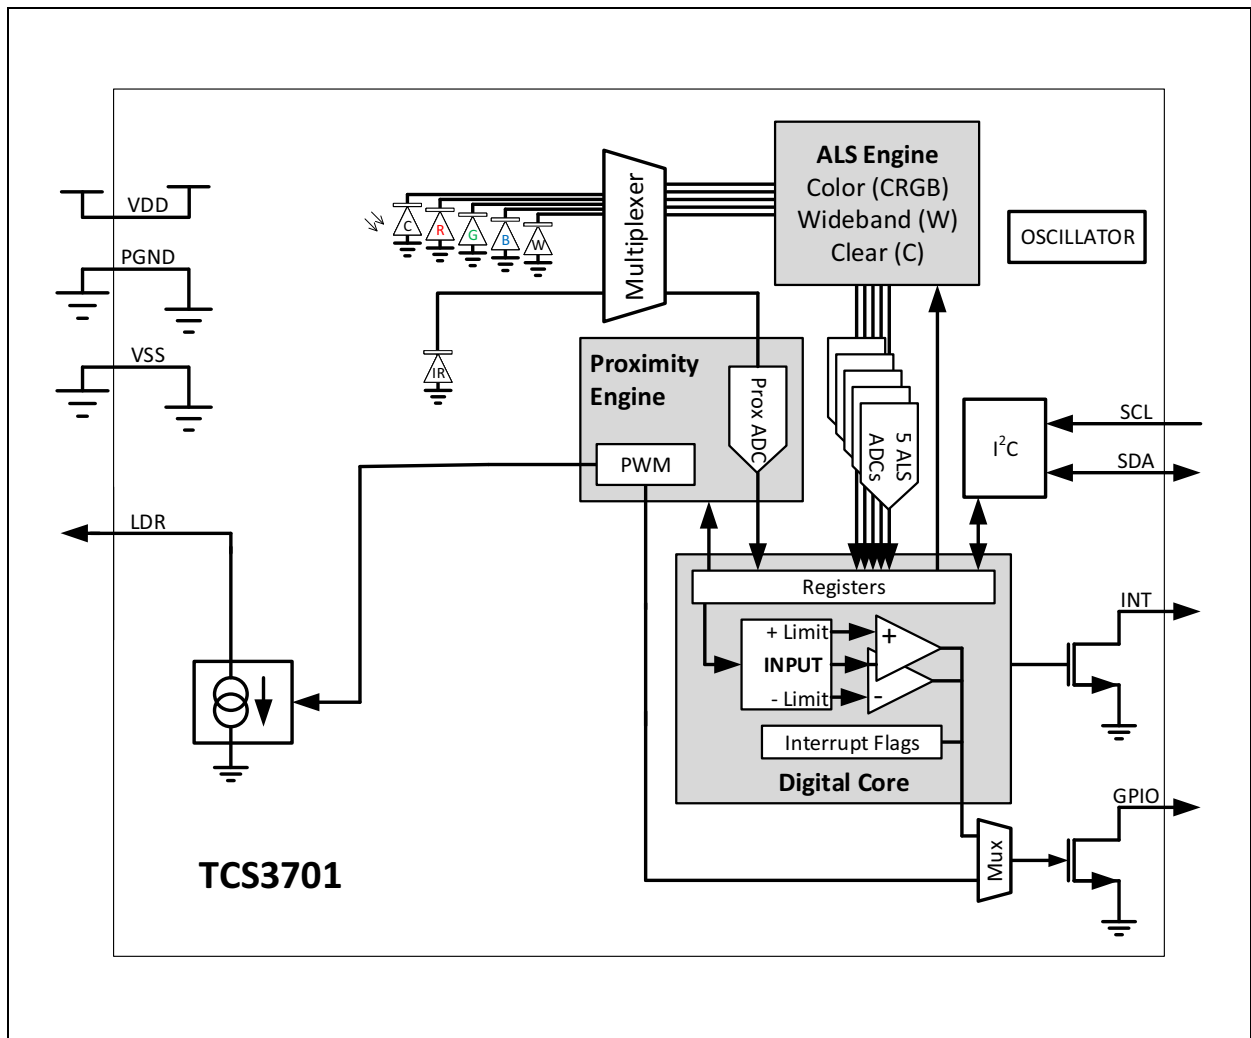 ALS Engine
Color (CRGB)
Wideband (W)
Clear (C)
OSCILLATOR
Multiplexer
VDD
C
R
G
B
W
PGND
VSS
IR
Proximity
Engine
Prox ADC
PWM
5 ALS
ADCs
I²C
SCL
SDA
LDR
Registers
INT
+ Limit
INPUT
- Limit
+
-
Interrupt Flags
Digital Core
GPIO
Mux
TCS3701